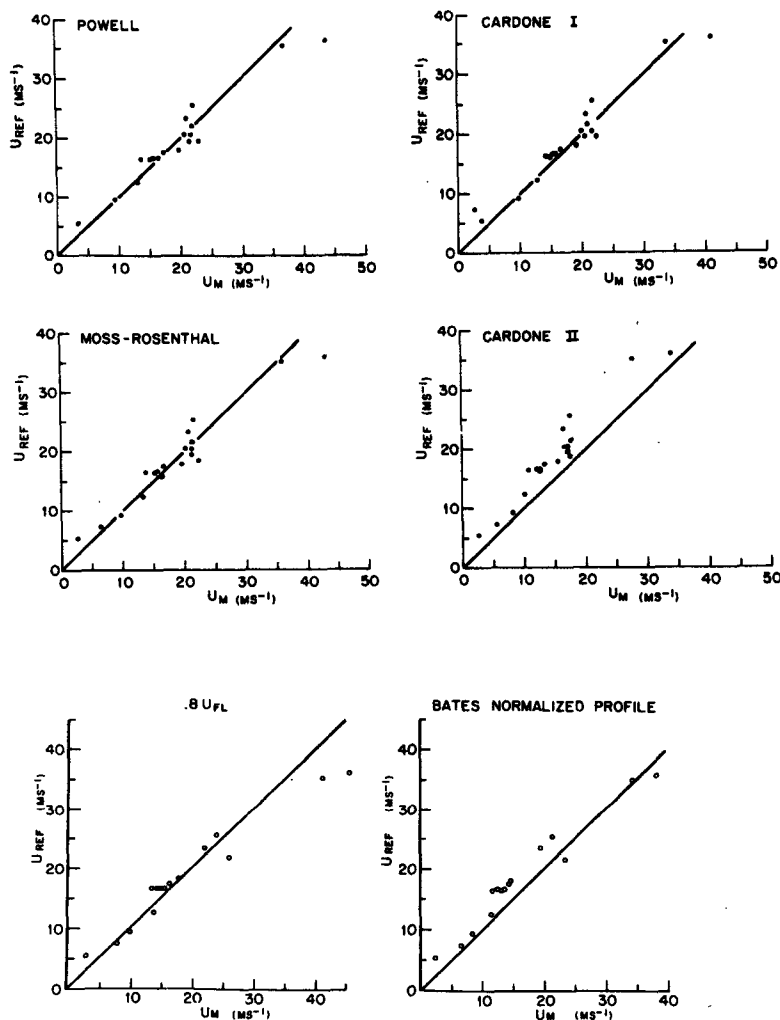 POWELL
40
30
20
10
0
U_REF (MS⁻¹)
0 10 20 30 40 50
U_M (MS⁻¹)
CARDONE I
40
30
20
10
0
U_REF (MS⁻¹)
0 10 20 30 40 50
U_M (MS⁻¹)
MOSS-ROSENTHAL
40
30
20
10
0
U_REF (MS⁻¹)
0 10 20 30 40 50
U_M (MS⁻¹)
CARDONE II
40
30
20
10
0
U_REF (MS⁻¹)
0 10 20 30 40 50
U_M (MS⁻¹)
.8 U_FL
40
30
20
10
0
U_REF (MS⁻¹)
10 20 30 40
U_M (MS⁻¹)
BATES NORMALIZED PROFILE
40
30
20
10
0
U_REF (MS⁻¹)
0 10 20 30 40
U_M (MS⁻¹)